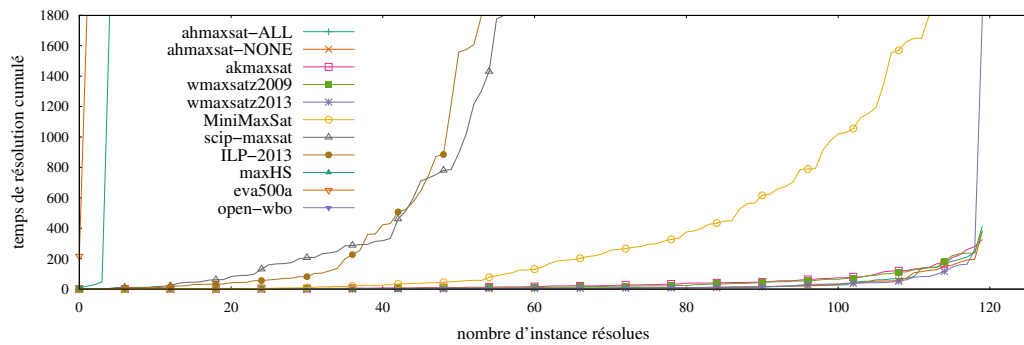 1800
1600
1400
1200
1000
800
600
400
200
0
temps de résolution cumulé
ahmaxsat−ALL
ahmaxsat−NONE
akmaxsat
wmaxsatz2009
wmaxsatz2013
MiniMaxSat
scip−maxsat
ILP−2013
maxHS
eva500a
open−wbo
0 20 40 60 80 100 120
nombre d’instance résolues